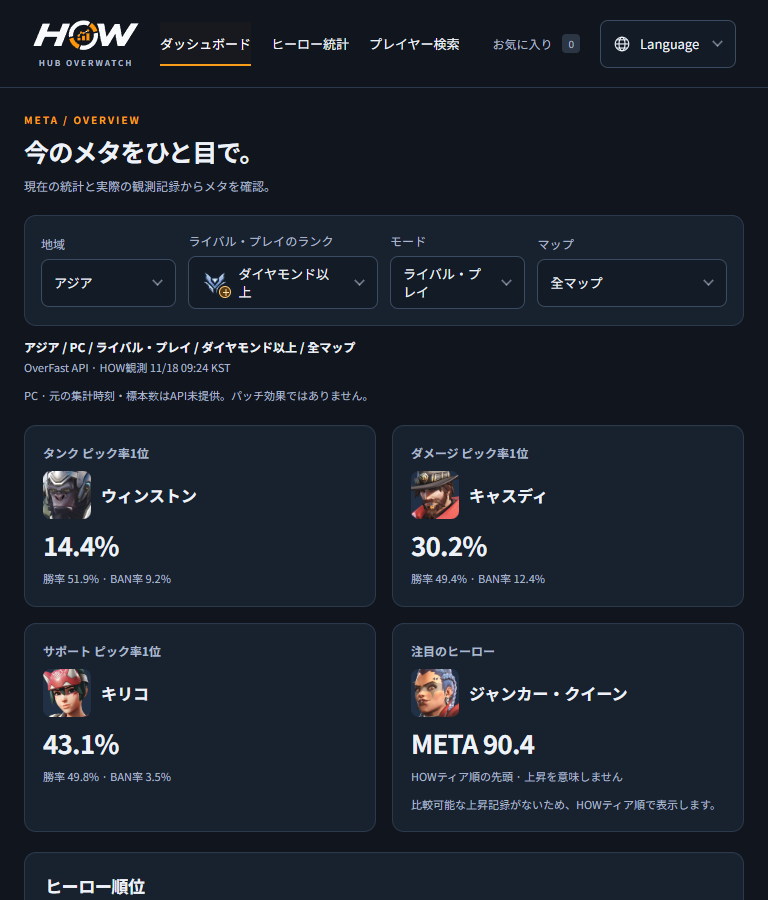 HOW
HUB OVERWATCH
ダッシュボード
ヒーロー統計
プレイヤー検索
お気に入り 0
Language
META / OVERVIEW
今のメタをひと目で。
現在の統計と実際の観測記録からメタを確認。
地域
アジア
ライバル・プレイのランク
ダイヤモンド以
上
モード
ライバル・プ
レイ
マップ
全マップ
アジア / PC / ライバル・プレイ / ダイヤモンド以上 / 全マップ
OverFast API · HOW観測 11/18 09:24 KST
PC · 元の集計時刻・標本数はAPI未提供。パッチ効果ではありません。
タンク ピック率1位
ウィンストン
14.4%
勝率 51.9% · BAN率 9.2%
ダメージ ピック率1位
キャスディ
30.2%
勝率 49.4% · BAN率 12.4%
サポート ピック率1位
キリコ
43.1%
勝率 49.8% · BAN率 3.5%
注目のヒーロー
ジャンカー・クイーン
META 90.4
HOWティア順の先頭 · 上昇を意味しません
比較可能な上昇記録がないため、HOWティア順で表示します。
ヒーロー順位